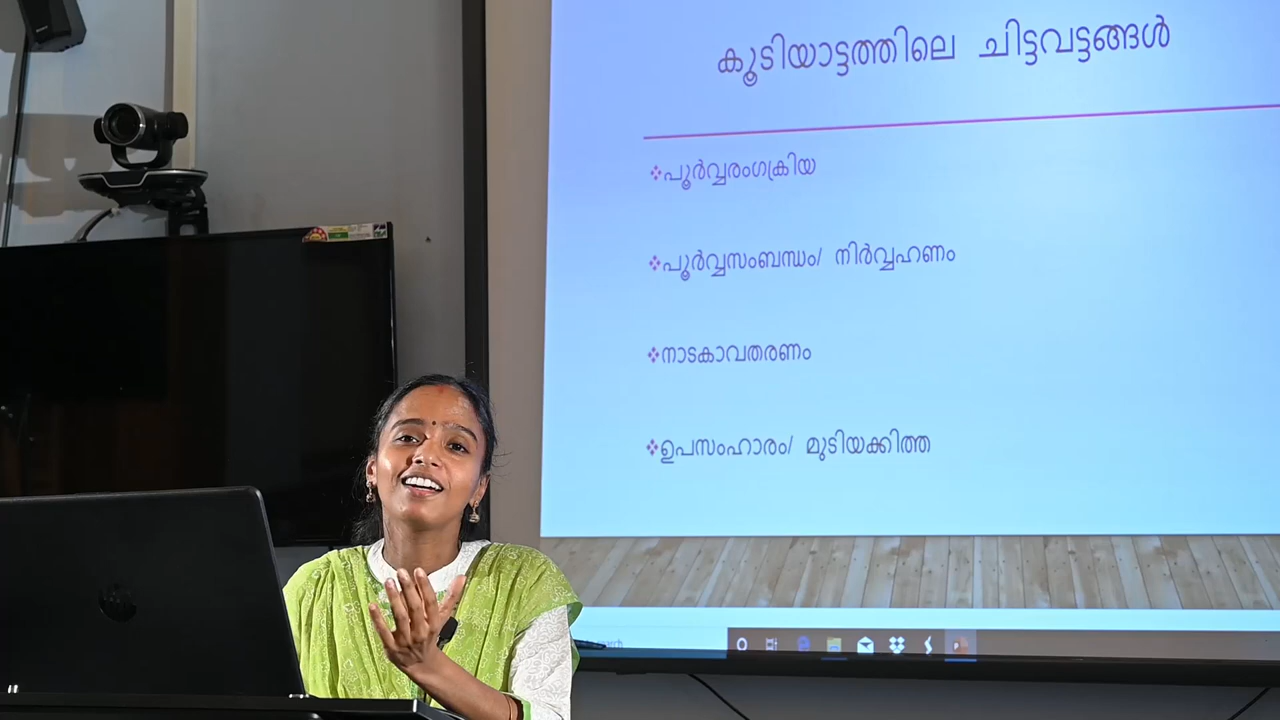 കൂടിയാട്ടത്തിലെ ചിട്ടവട്ടങ്ങൾ
പൂർവ്വരംഗക്രിയ
പൂർവ്വസംബന്ധം/ നിർവ്വഹണം
നാടകാവതരണം
ഉപസംഹാരം/ മുടിയക്കിത്ത